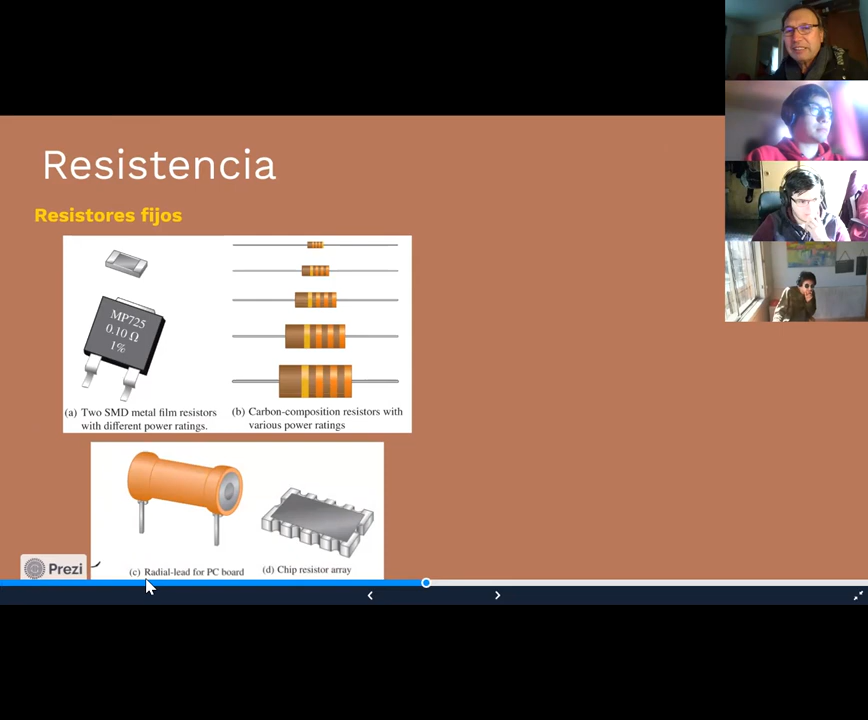 Resistencia
Resistores fijos
MP725
0.10 Ω
1%
(a) Two SMD metal film resistors
with different power ratings.
(b) Carbon-composition resistors with
various power ratings
(c) Radial-lead for PC board
(d) Chip resistor array
Prezi